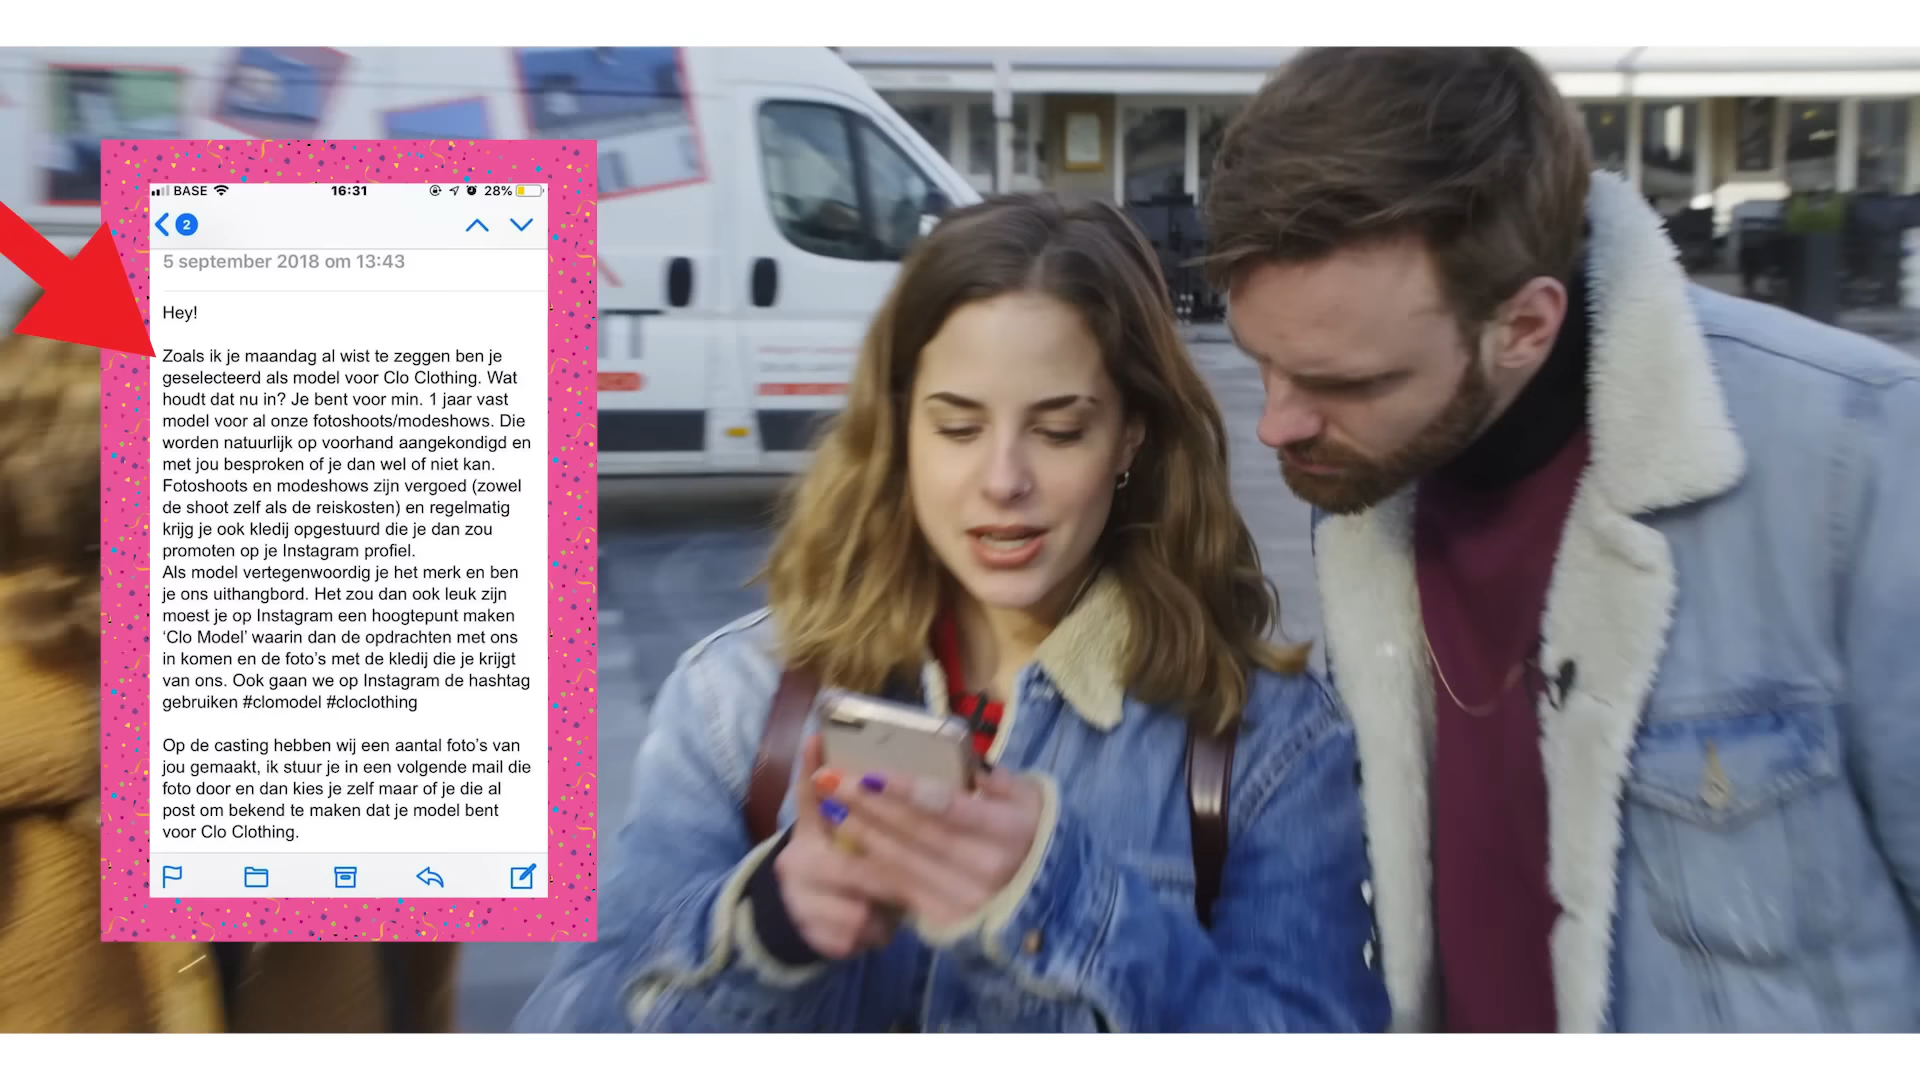 BASE 16:31 28%
2
5 september 2018 om 13:43
Hey!
Zoals ik je maandag al wist te zeggen ben je
geselecteerd als model voor Clo Clothing. Wat
houdt dat nu in? Je bent voor min. 1 jaar vast
model voor al onze fotoshoots/modeshows. Die
worden natuurlijk op voorhand aangekondigd en
met jou besproken of je dan wel of niet kan.
Fotoshoots en modeshows zijn vergoed (zowel
de shoot zelf als de reiskosten) en regelmatig
krijg je ook kledij opgestuurd die je dan zou
promoten op je Instagram profiel.
Als model vertegenwoordig je het merk en ben
je ons uithangbord. Het zou dan ook leuk zijn
moest je op Instagram een hoogtepunt maken
‘Clo Model’ waarin dan de opdrachten met ons
in komen en de foto’s met de kledij die je krijgt
van ons. Ook gaan we op Instagram de hashtag
gebruiken #clomodel #cloclothing
Op de casting hebben wij een aantal foto’s van
jou gemaakt, ik stuur je in een volgende mail die
foto door en dan kies je zelf maar of je die al
post om bekend te maken dat je model bent
voor Clo Clothing.